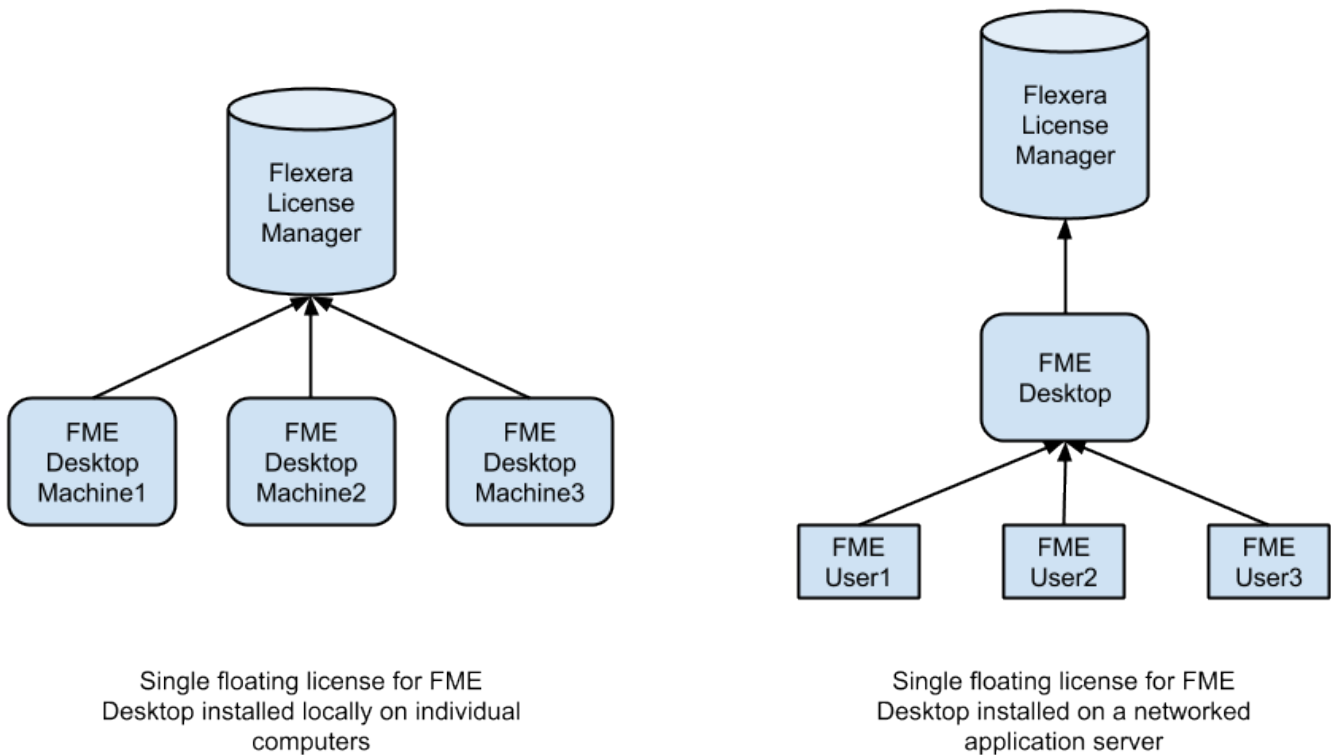 Flexera
License
Manager
FME
Desktop
Machine1
FME
Desktop
Machine2
FME
Desktop
Machine3
Single floating license for FME
Desktop installed locally on individual
computers
Flexera
License
Manager
FME
Desktop
FME
User1
FME
User2
FME
User3
Single floating license for FME
Desktop installed on a networked
application server